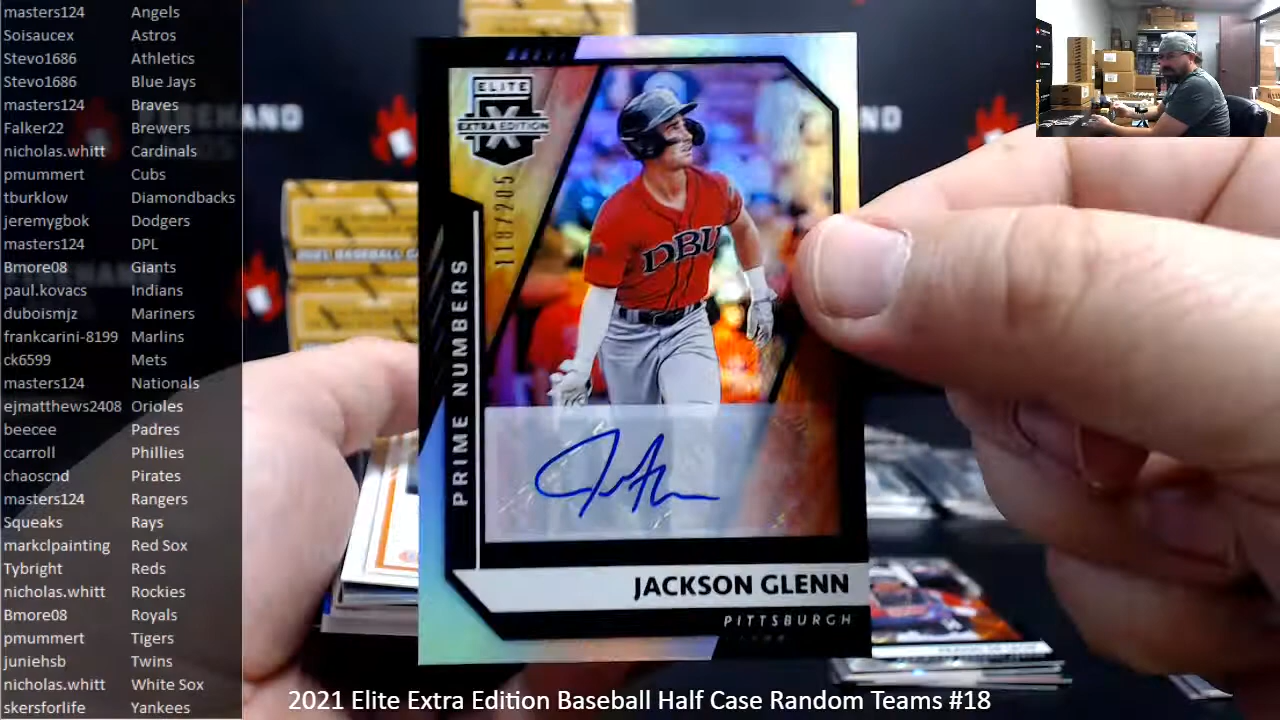 masters124 Angels
Soisaucex Astros
Stevo1686 Athletics
Stevo1686 Blue Jays
masters124 Braves
Falker22 Brewers
nicholas.whitt Cardinals
pmummert Cubs
tburklow Diamondbacks
jeremygbok Dodgers
masters124 DPL
Bmore08 Giants
paul.kovacs Indians
duboismjz Mariners
frankcarini-8199 Marlins
ck6599 Mets
masters124 Nationals
ejmatthews2408 Orioles
beecee Padres
ccarroll Phillies
chaoscnd Pirates
masters124 Rangers
Squeaks Rays
markclpainting Red Sox
Tybright Reds
nicholas.whitt Rockies
Bmore08 Royals
pmummert Tigers
juniehsb Twins
nicholas.whitt White Sox
skersforlife Yankees
ELITE
X
EXTRA EDITION
118/205
PRIME NUMBERS
DBU
JACKSON GLENN
PITTSBURGH
2021 BASEBALL
2021 Elite Extra Edition Baseball Half Case Random Teams #18